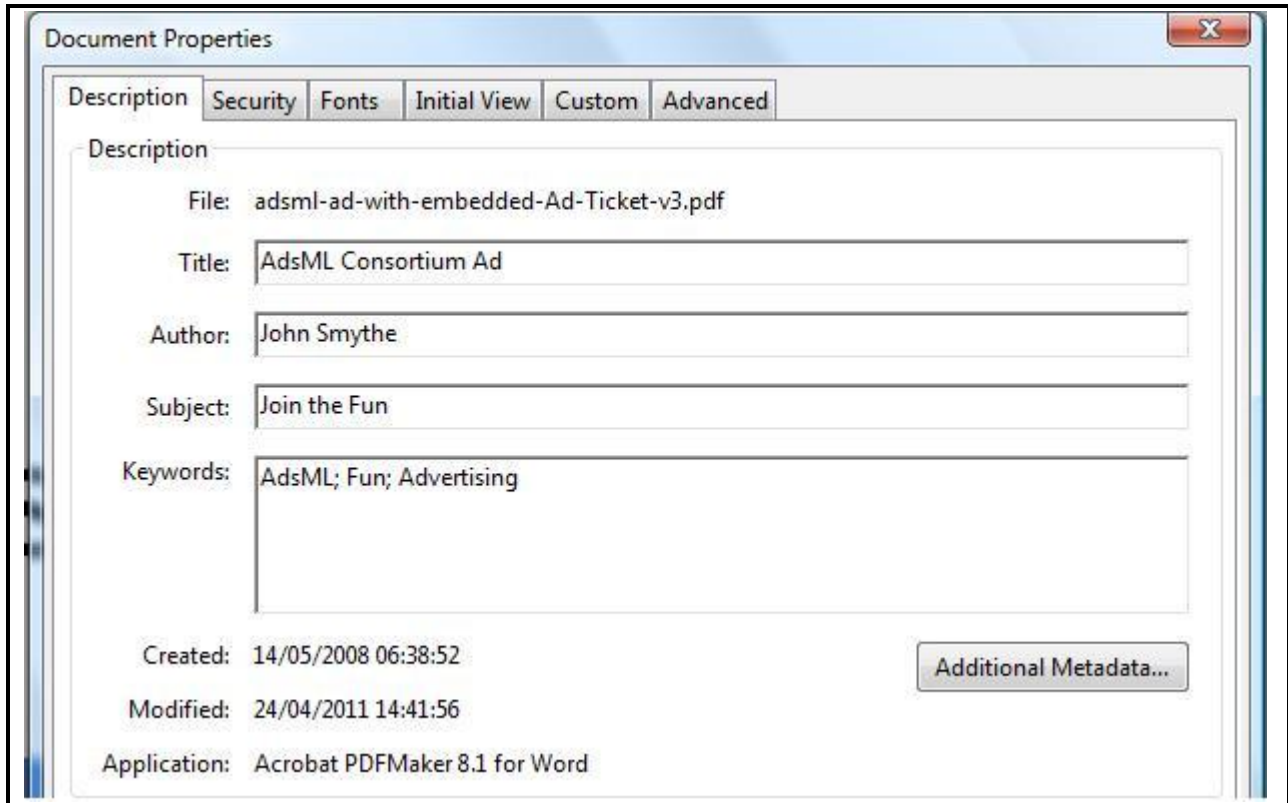 Document Properties
Description Security Fonts Initial View Custom Advanced
Description
File: adsml-ad-with-embedded-Ad-Ticket-v3.pdf
Title: AdsML Consortium Ad
Author: John Smythe
Subject: Join the Fun
Keywords: AdsML; Fun; Advertising
Created: 14/05/2008 06:38:52
Additional Metadata...
Modified: 24/04/2011 14:41:56
Application: Acrobat PDFMaker 8.1 for Word